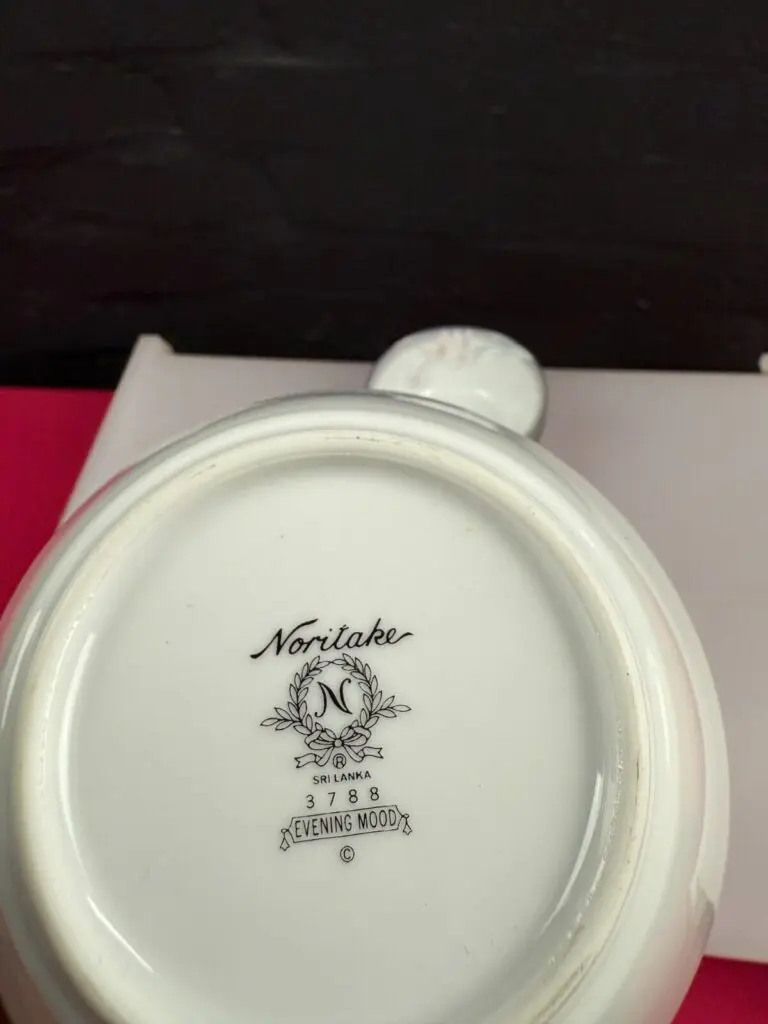 Noritake
N
®
SRI LANKA
3788
EVENING MOOD
©